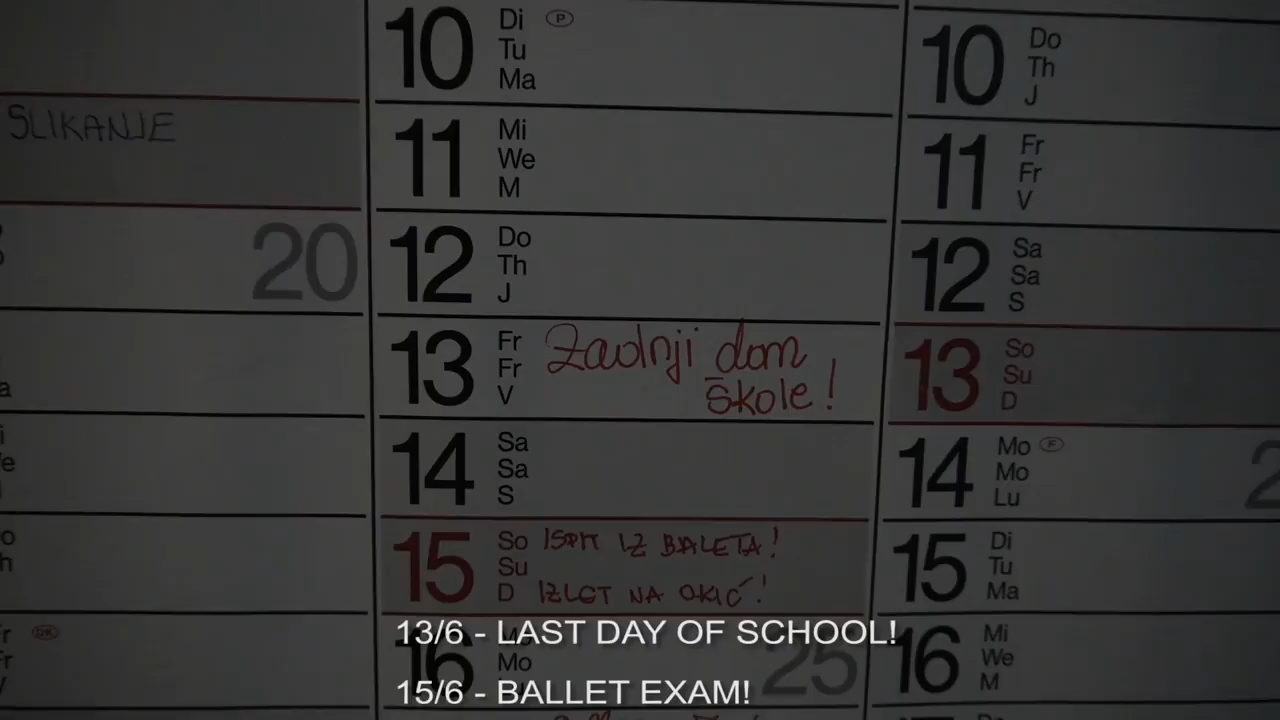 SLIKANJE
20
10 Di Tu Ma P
11 Mi We M
12 Do Th J
13 Fr Fr V
Zadnji dom škole!
14 Sa Sa S
15 So Su D
ISPIT IZ BALETA!
IZLET NA OKIĆ!
16 Mo Mo 25
10 Do Th J
11 Fr Fr V
12 Sa Sa S
13 So Su D
14 Mo Mo Lu F
15 Di Tu Ma
16 Mi We M
DK
13/6 - LAST DAY OF SCHOOL!
15/6 - BALLET EXAM!